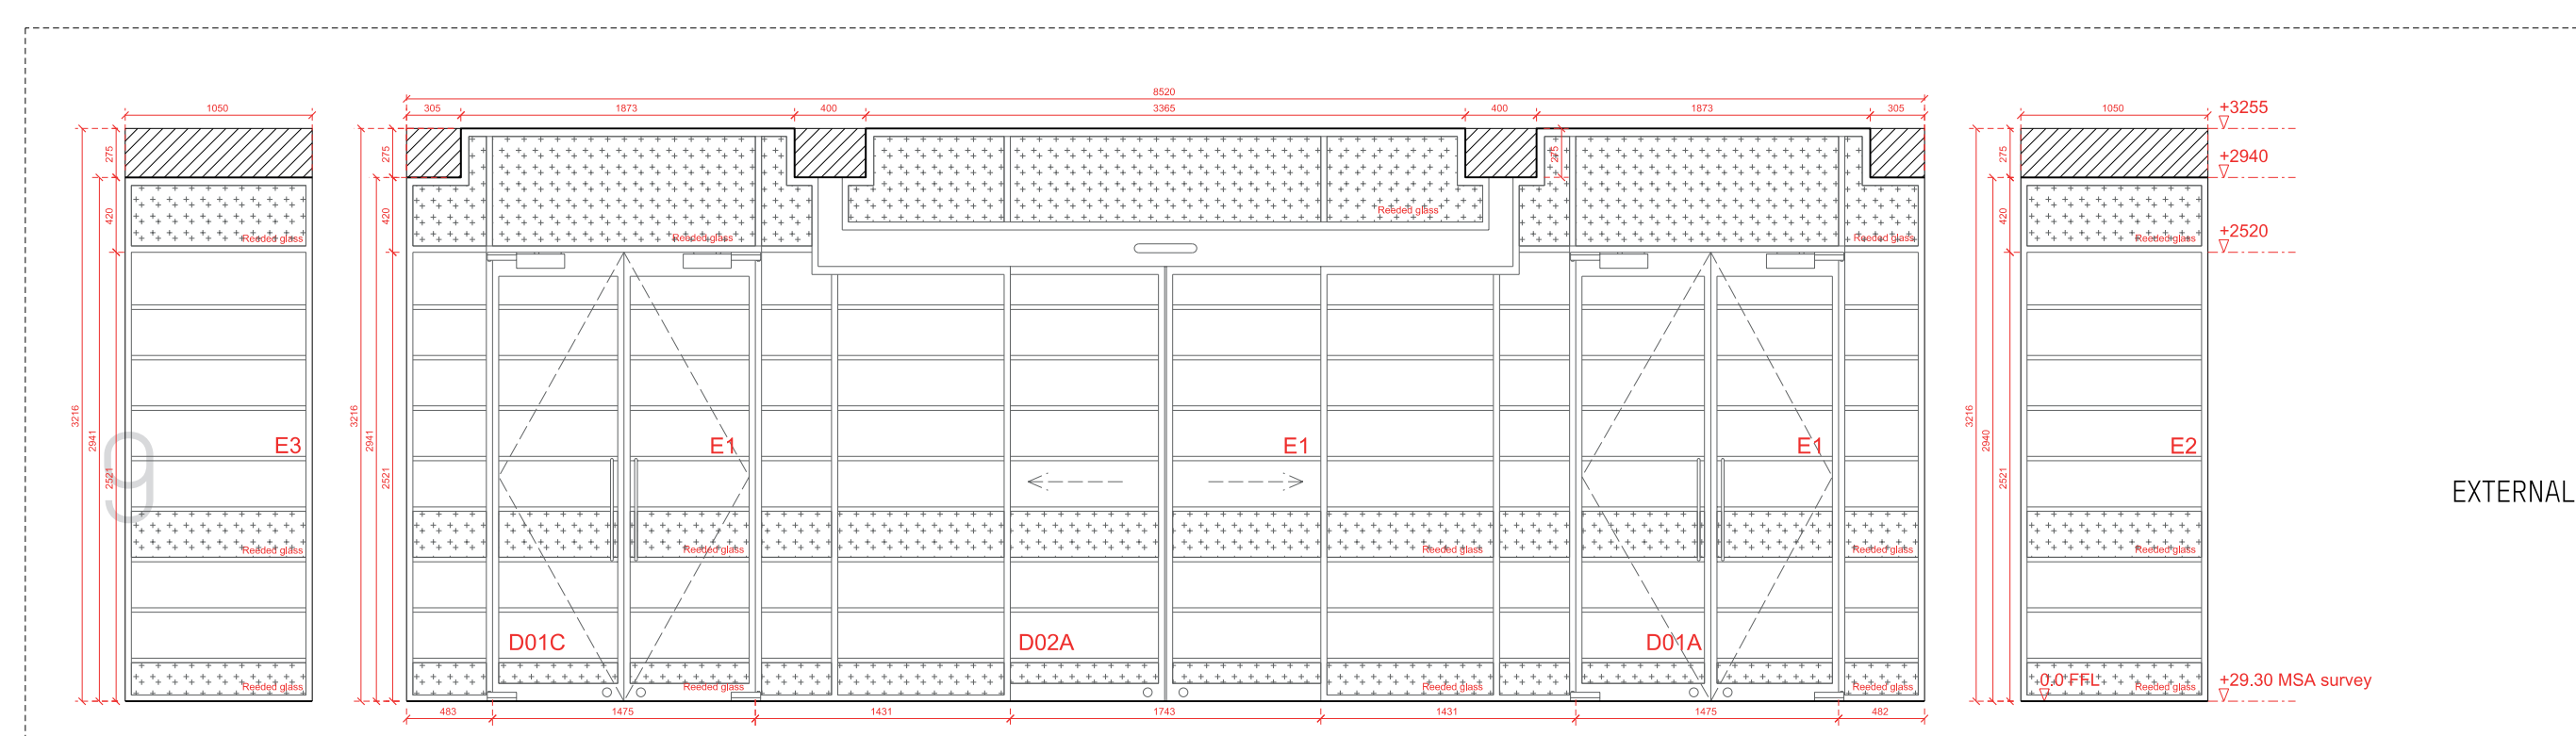 8520
1050
305
1873
400
3365
400
1873
305
1050
+3255
275
275
275
275
+2940
420
420
420
Reeded glass
+2520
Reeded glass
Reeded glass
Reeded glass
Reeded glass
3216
2941
2521
3216
2941
2521
3216
2940
2521
9
E3
E1
E1
E1
E2
EXTERNAL
Reeded glass
Reeded glass
Reeded glass
Reeded glass
Reeded glass
D01C
D02A
D01A
0.0 FFL
+29.30 MSA survey
Reeded glass
Reeded glass
Reeded glass
Reeded glass
Reeded glass
483
1475
1431
1743
1431
1475
482